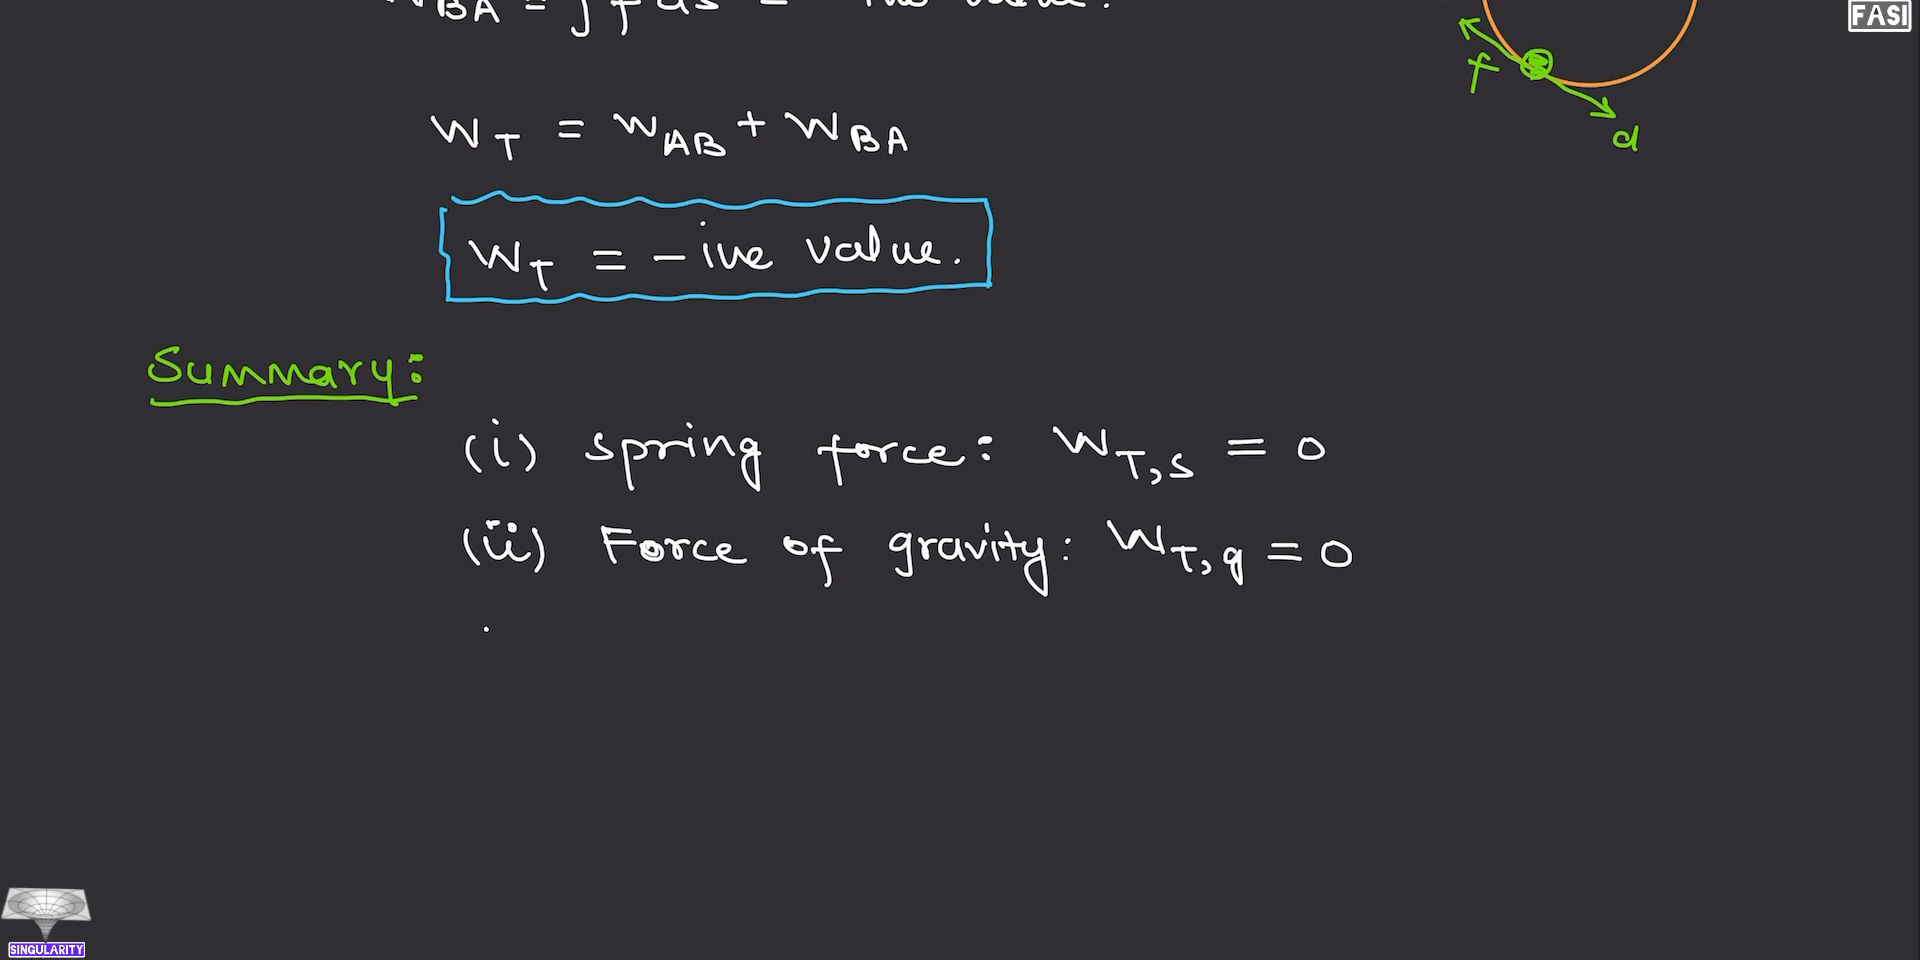 FASI
f
d
W_T = W_AB + W_BA
W_T = -ive value.
Summary:
(i) spring force: W_T,s = 0
(ii) Force of gravity: W_T,g = 0
SINGULARITY